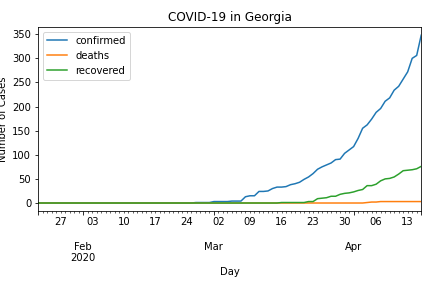 COVID-19 in Georgia
confirmed
deaths
recovered
Number of Cases
350
300
250
200
150
100
50
0
27 03 10 17 24 02 09 16 23 30 06 13
Feb Mar Apr
2020
Day